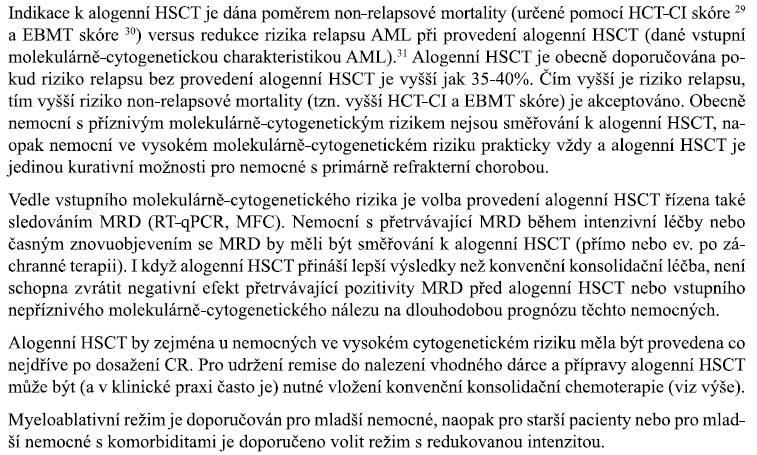 Indikace k alogenní HSCT je dána poměrem non-relapsové mortality (určené pomocí HCT-CI skóre 29
a EBMT skóre 30) versus redukce rizika relapsu AML při provedení alogenní HSCT (dané vstupní
molekulárně-cytogenetickou charakteristikou AML).31 Alogenní HSCT je obecně doporučována po-
kud riziko relapsu bez provedení alogenní HSCT je vyšší jak 35-40%. Čím vyšší je riziko relapsu,
tím vyšší riziko non-relapsové mortality (tzn. vyšší HCT-CI a EBMT skóre) je akceptováno. Obecně
nemocní s příznivým molekulárně-cytogenetickým rizikem nejsou směřování k alogenní HSCT, na-
opak nemocní ve vysokém molekulárně-cytogenetickém riziku prakticky vždy a alogenní HSCT je
jedinou kurativní možnosti pro nemocné s primárně refrakterní chorobou.
Vedle vstupního molekulárně-cytogenetického rizika je volba provedení alogenní HSCT řízena také
sledováním MRD (RT-qPCR, MFC). Nemocní s přetrvávající MRD během intenzivní léčby nebo
časným znovuobjevením se MRD by měli být směřování k alogenní HSCT (přímo nebo ev. po zá-
chranné terapii). I když alogenní HSCT přináší lepší výsledky než konvenční konsolidační léčba, není
schopna zvrátit negativní efekt přetrvávající pozitivity MRD před alogenní HSCT nebo vstupního
nepříznivého molekulárně-cytogenetického nálezu na dlouhodobou prognózu těchto nemocných.
Alogenní HSCT by zejména u nemocných ve vysokém cytogenetickém riziku měla být provedena co
nejdříve po dosažení CR. Pro udržení remise do nalezení vhodného dárce a přípravy alogenní HSCT
může být (a v klinické praxi často je) nutné vložení konvenční konsolidační chemoterapie (viz výše).
Myeloablativní režim je doporučován pro mladší nemocné, naopak pro starší pacienty nebo pro mlad-
ší nemocné s komorbiditami je doporučeno volit režim s redukovanou intenzitou.